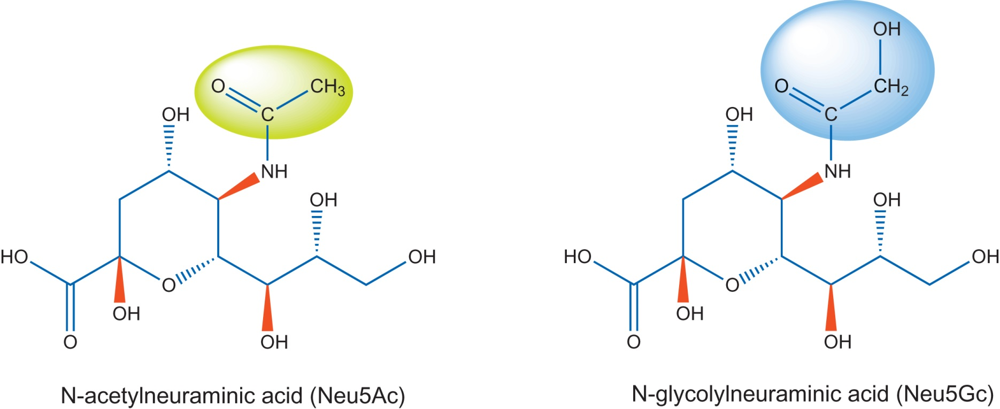 O
CH3
C
OH
NH
OH
HO
OH
O
OH
O
OH
N-acetylneuraminic acid (Neu5Ac)
OH
O
CH2
C
OH
NH
OH
HO
OH
O
OH
O
OH
N-glycolylneuraminic acid (Neu5Gc)